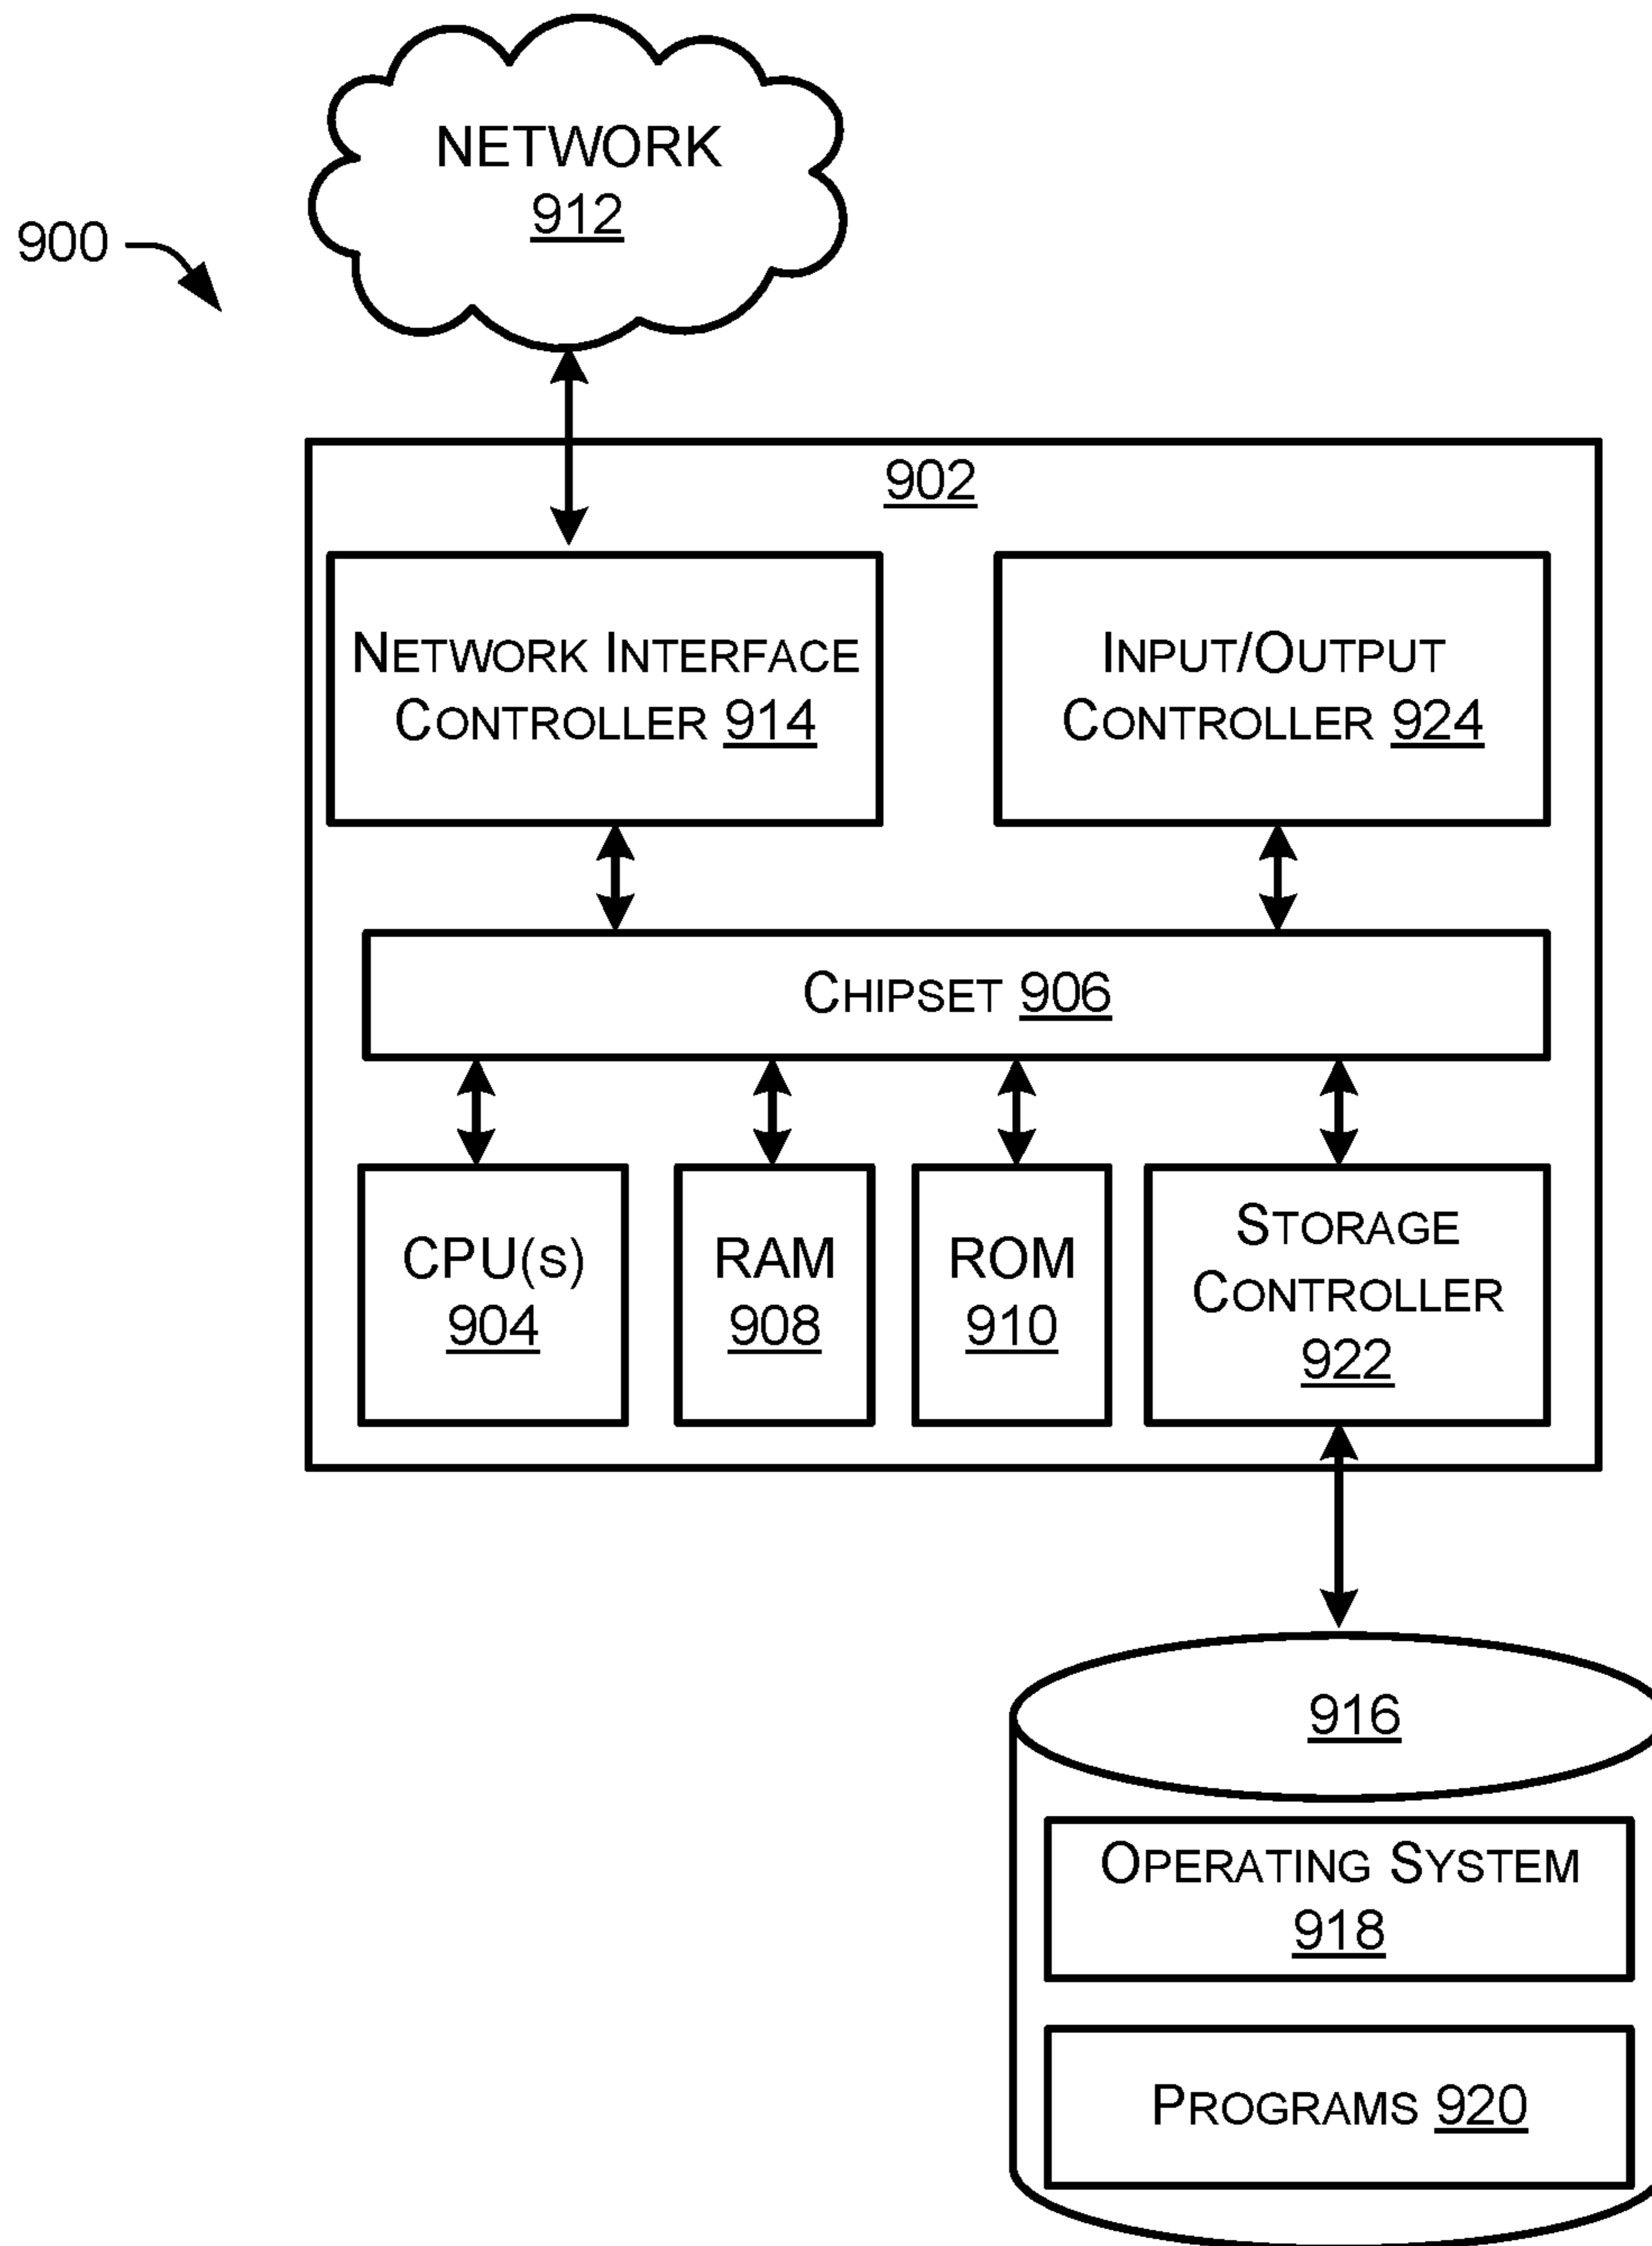 NETWORK
912
900
902
NETWORK INTERFACE
CONTROLLER 914
INPUT/OUTPUT
CONTROLLER 924
CHIPSET 906
CPU(S)
904
RAM
908
ROM
910
STORAGE
CONTROLLER
922
916
OPERATING SYSTEM
918
PROGRAMS 920